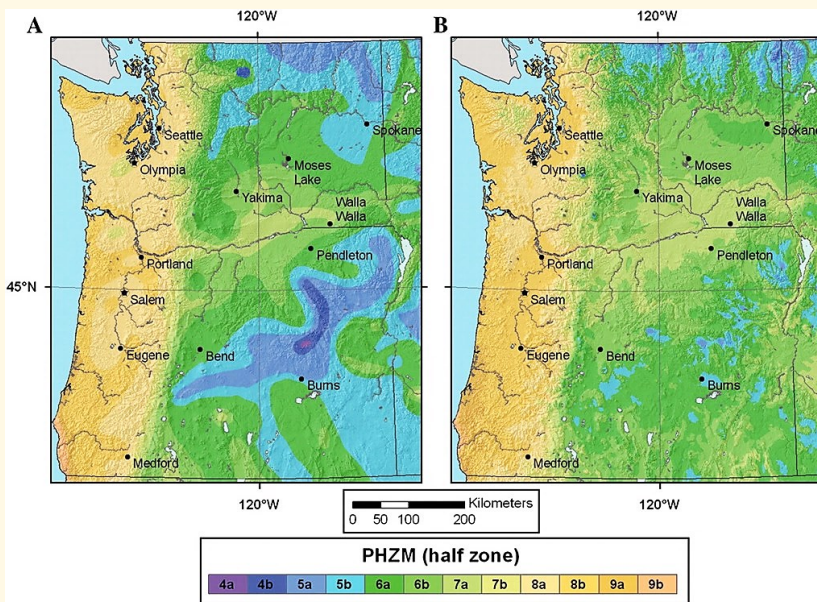 A
B
120°W
120°W
Seattle
Spokane
Olympia
Moses
Lake
Yakima
Walla
Walla
Pendleton
Portland
45°N
Salem
Eugene
Bend
Burns
Medford
Seattle
Spokane
Olympia
Moses
Lake
Yakima
Walla
Walla
Pendleton
Portland
Salem
Eugene
Bend
Burns
Medford
120°W
120°W
Kilometers
0 50 100 200
PHZM (half zone)
4a 4b 5a 5b 6a 6b 7a 7b 8a 8b 9a 9b